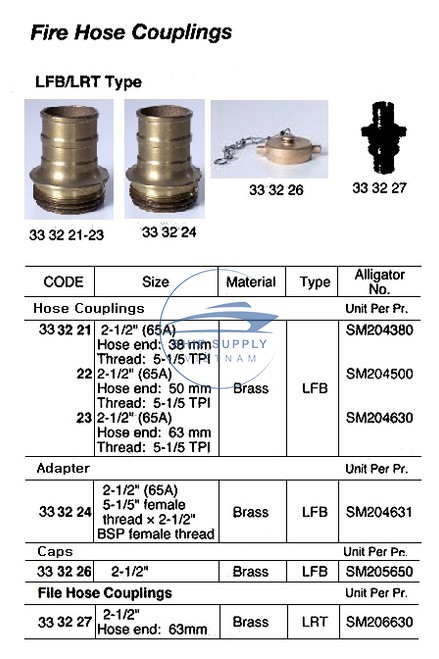 Fire Hose Couplings
LFB/LRT Type
33 32 21-23
33 32 24
33 32 26
33 32 27
CODE Size Material Type Alligator No.
Hose Couplings Unit Per Pr.
33 32 21 2-1/2" (65A) SM204380
Hose end: 38 mm
Thread: 5-1/5 TPI
22 2-1/2" (65A) SM204500
Hose end: 50 mm Brass LFB
Thread: 5-1/5 TPI
23 2-1/2" (65A) SM204630
Hose end: 63 mm
Thread: 5-1/5 TPI
SHIP SUPPLY
VIETNAM
Adapter Unit Per Pr.
2-1/2" (65A)
5-1/5" female
33 32 24 thread × 2-1/2" Brass LFB SM204631
BSP female thread
Caps Unit Per Pr.
33 32 26 2-1/2" Brass LFB SM205650
File Hose Couplings Unit Per Pr.
33 32 27 2-1/2" Brass LRT SM206630
Hose end: 63mm